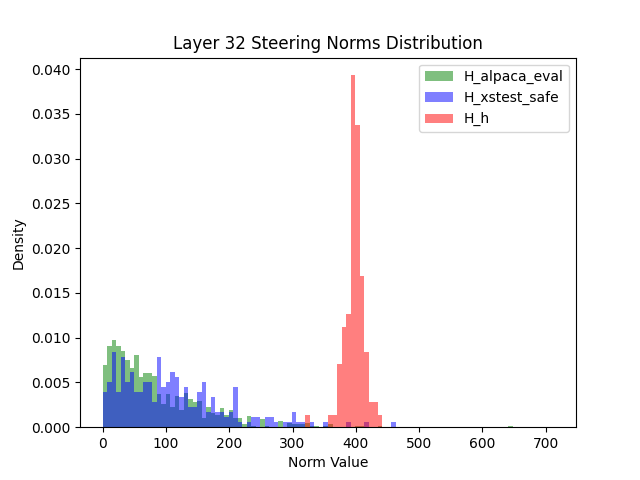 Layer 32 Steering Norms Distribution
H_alpaca_eval
H_xstest_safe
H_h
Density
0.040
0.035
0.030
0.025
0.020
0.015
0.010
0.005
0.000
0 100 200 300 400 500 600 700
Norm Value